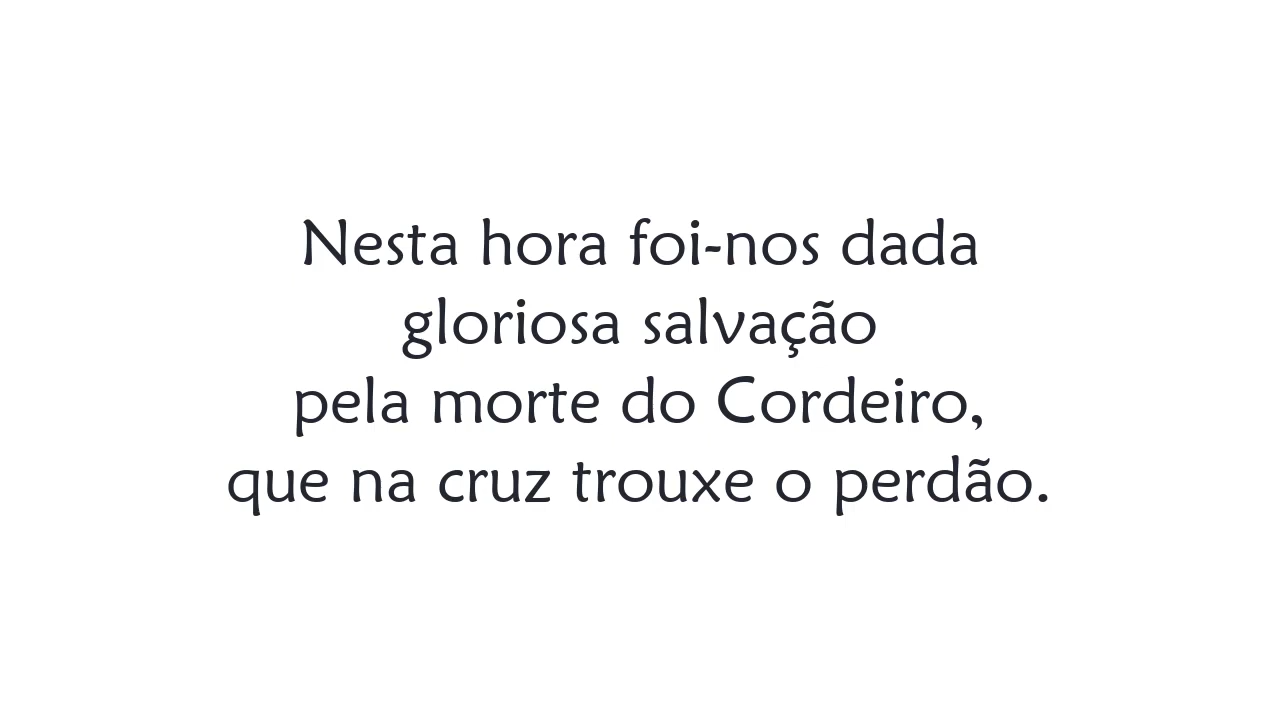 Nesta hora foi-nos dada
gloriosa salvação
pela morte do Cordeiro,
que na cruz trouxe o perdão.